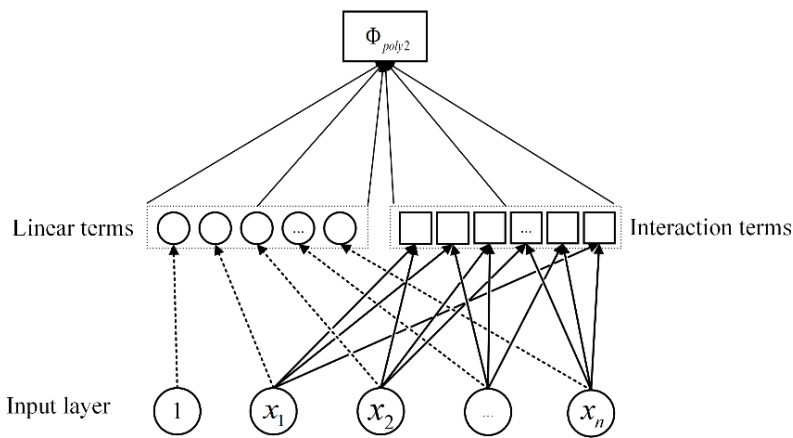 Φpoly2
Linear terms ... ... Interaction terms
Input layer 1 x1 x2 ... xn